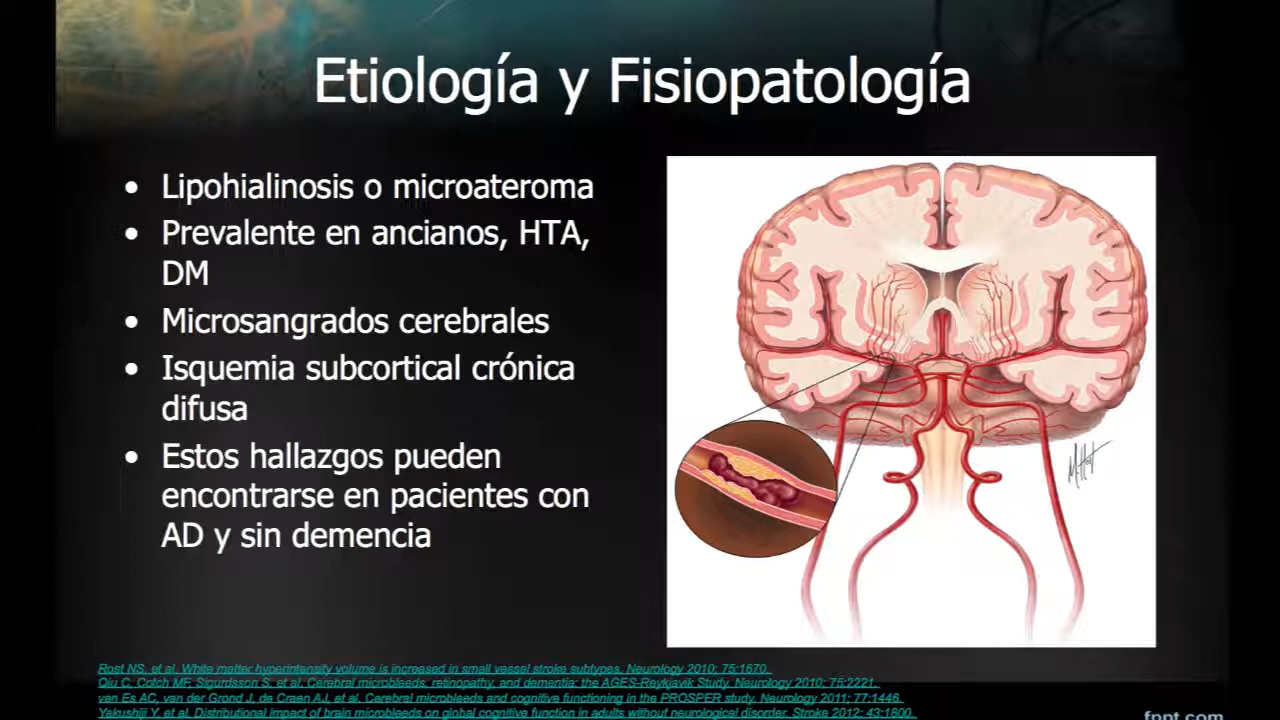 Etiología y Fisiopatología
• Lipohialinosis o microateroma
• Prevalente en ancianos, HTA,
DM
• Microsangrados cerebrales
• Isquemia subcortical crónica
difusa
• Estos hallazgos pueden
encontrarse en pacientes con
AD y sin demencia
Rost NS, et al. White matter hyperintensity volume is increased in small vessel stroke subtypes. Neurology 2010; 75:1670.
Qiu C, Cotch MF, Sigurdsson S, et al. Cerebral microbleeds, retinopathy, and dementia: the AGES-Reykjavik Study. Neurology 2010; 75:2221.
van Es AC, van der Grond J, de Craen AJ, et al. Cerebral microbleeds and cognitive functioning in the PROSPER study. Neurology 2011; 77:1446.
Yakushiji Y, et al. Distributional impact of brain microbleeds on global cognitive function in adults without neurological disorder. Stroke 2012; 43:1800.
fppt.com